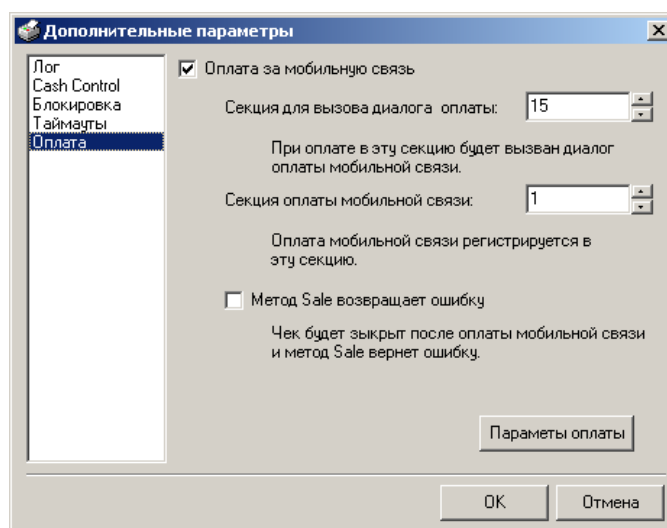 Дополнительные параметры
Лог
Cash Control
Блокировка
Таймауты
Оплата
Оплата за мобильную связь
Секция для вызова диалога оплаты: 15
При оплате в эту секцию будет вызван диалог
оплаты мобильной связи.
Секция оплаты мобильной связи: 1
Оплата мобильной связи регистрируется в
эту секцию.
Метод Sale возвращает ошибку
Чек будет зыкрыт после оплаты мобильной связи
и метод Sale вернет ошибку.
Параметы оплаты
OK Отмена